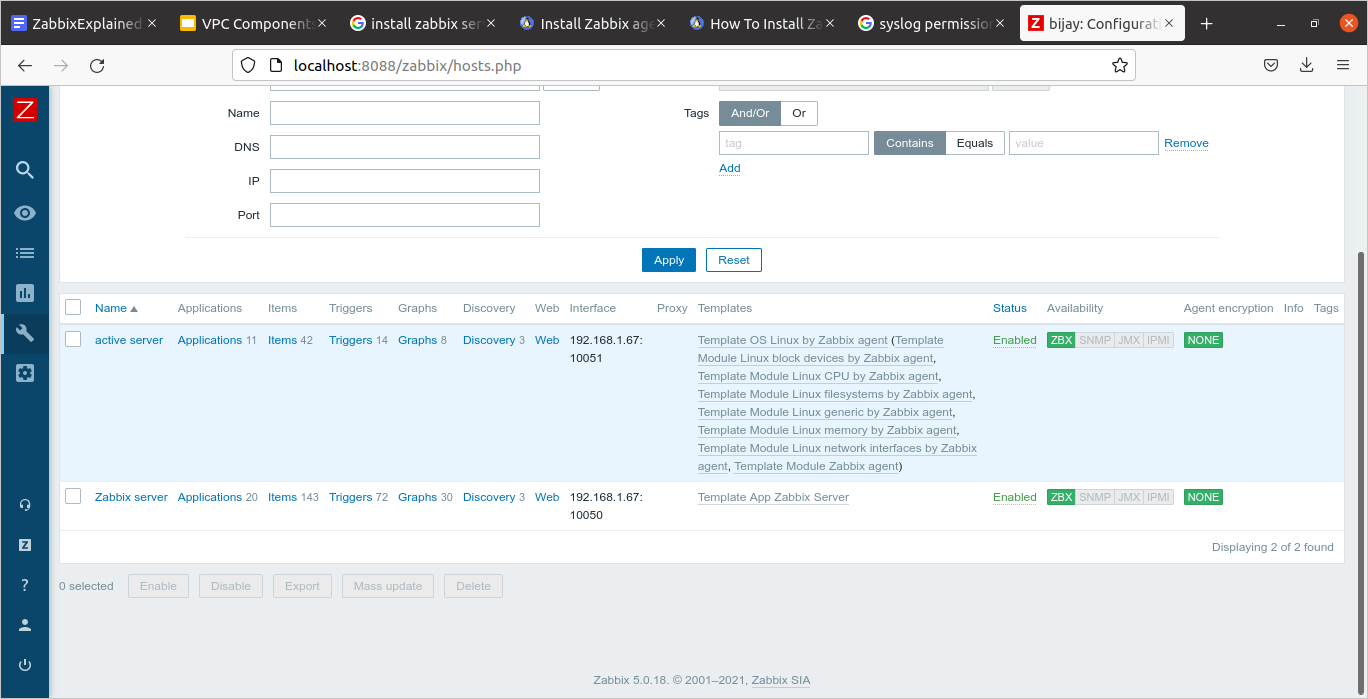 ZabbixExplained
VPC Components
install zabbix ser
Install Zabbix age
How To Install Za
syslog permission
bijay: Configurati
localhost:8088/zabbix/hosts.php
Z
Name
Tags And/Or Or
DNS
tag Contains Equals value Remove
Add
IP
Port
Apply Reset
Name Applications Items Triggers Graphs Discovery Web Interface Proxy Templates Status Availability Agent encryption Info Tags
active server Applications 11 Items 42 Triggers 14 Graphs 8 Discovery 3 Web 192.168.1.67: Template OS Linux by Zabbix agent (Template Enabled ZBX SNMP JMX IPMI NONE
10051 Module Linux block devices by Zabbix agent,
Template Module Linux CPU by Zabbix agent,
Template Module Linux filesystems by Zabbix agent,
Template Module Linux generic by Zabbix agent,
Template Module Linux memory by Zabbix agent,
Template Module Linux network interfaces by Zabbix
agent, Template Module Zabbix agent)
Zabbix server Applications 20 Items 143 Triggers 72 Graphs 30 Discovery 3 Web 192.168.1.67: Template App Zabbix Server Enabled ZBX SNMP JMX IPMI NONE
10050
Displaying 2 of 2 found
0 selected Enable Disable Export Mass update Delete
Z
?
Zabbix 5.0.18. © 2001–2021, Zabbix SIA